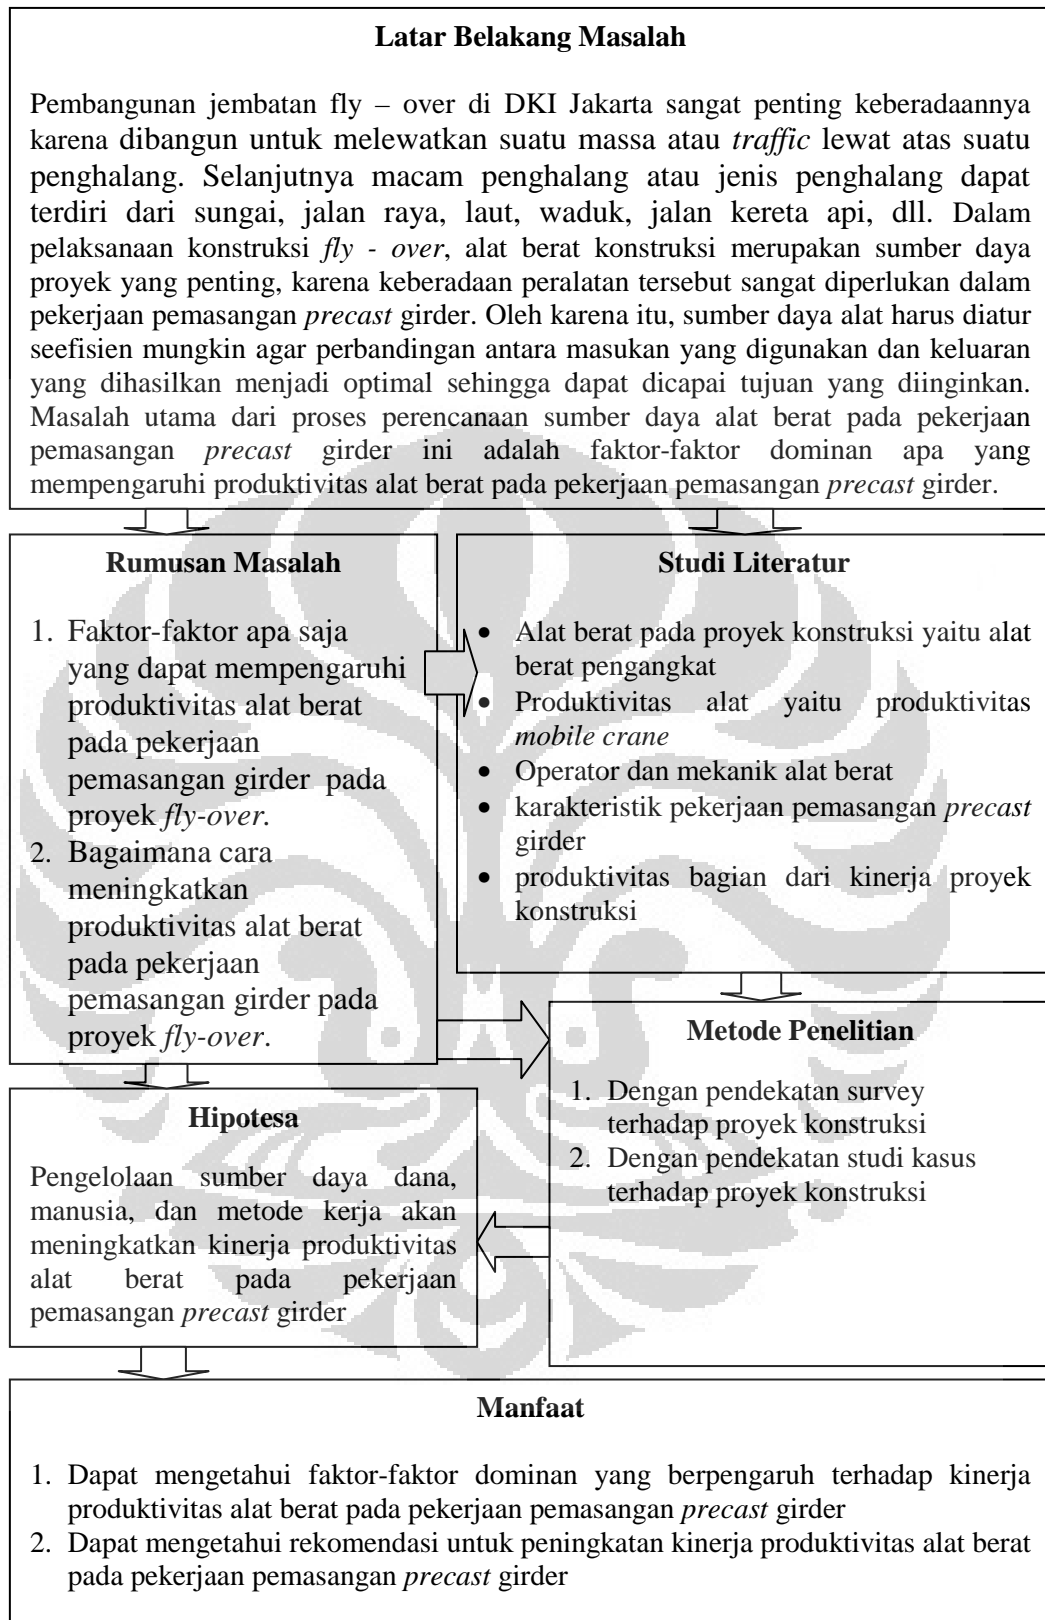 Latar Belakang Masalah
Pembangunan jembatan fly – over di DKI Jakarta sangat penting keberadaannya
karena dibangun untuk melewatkan suatu massa atau traffic lewat atas suatu
penghalang. Selanjutnya macam penghalang atau jenis penghalang dapat
terdiri dari sungai, jalan raya, laut, waduk, jalan kereta api, dll. Dalam
pelaksanaan konstruksi fly - over, alat berat konstruksi merupakan sumber daya
proyek yang penting, karena keberadaan peralatan tersebut sangat diperlukan dalam
pekerjaan pemasangan precast girder. Oleh karena itu, sumber daya alat harus diatur
seefisien mungkin agar perbandingan antara masukan yang digunakan dan keluaran
yang dihasilkan menjadi optimal sehingga dapat dicapai tujuan yang diinginkan.
Masalah utama dari proses perencanaan sumber daya alat berat pada pekerjaan
pemasangan precast girder ini adalah faktor-faktor dominan apa yang
mempengaruhi produktivitas alat berat pada pekerjaan pemasangan precast girder.
Rumusan Masalah
1. Faktor-faktor apa saja
yang dapat mempengaruhi
produktivitas alat berat
pada pekerjaan
pemasangan girder pada
proyek fly-over.
2. Bagaimana cara
meningkatkan
produktivitas alat berat
pada pekerjaan
pemasangan girder pada
proyek fly-over.
Studi Literatur
• Alat berat pada proyek konstruksi yaitu alat
berat pengangkat
• Produktivitas alat yaitu produktivitas
mobile crane
• Operator dan mekanik alat berat
• karakteristik pekerjaan pemasangan precast
girder
• produktivitas bagian dari kinerja proyek
konstruksi
Metode Penelitian
1. Dengan pendekatan survey
terhadap proyek konstruksi
2. Dengan pendekatan studi kasus
terhadap proyek konstruksi
Hipotesa
Pengelolaan sumber daya dana,
manusia, dan metode kerja akan
meningkatkan kinerja produktivitas
alat berat pada pekerjaan
pemasangan precast girder
Manfaat
1. Dapat mengetahui faktor-faktor dominan yang berpengaruh terhadap kinerja
produktivitas alat berat pada pekerjaan pemasangan precast girder
2. Dapat mengetahui rekomendasi untuk peningkatan kinerja produktivitas alat berat
pada pekerjaan pemasangan precast girder